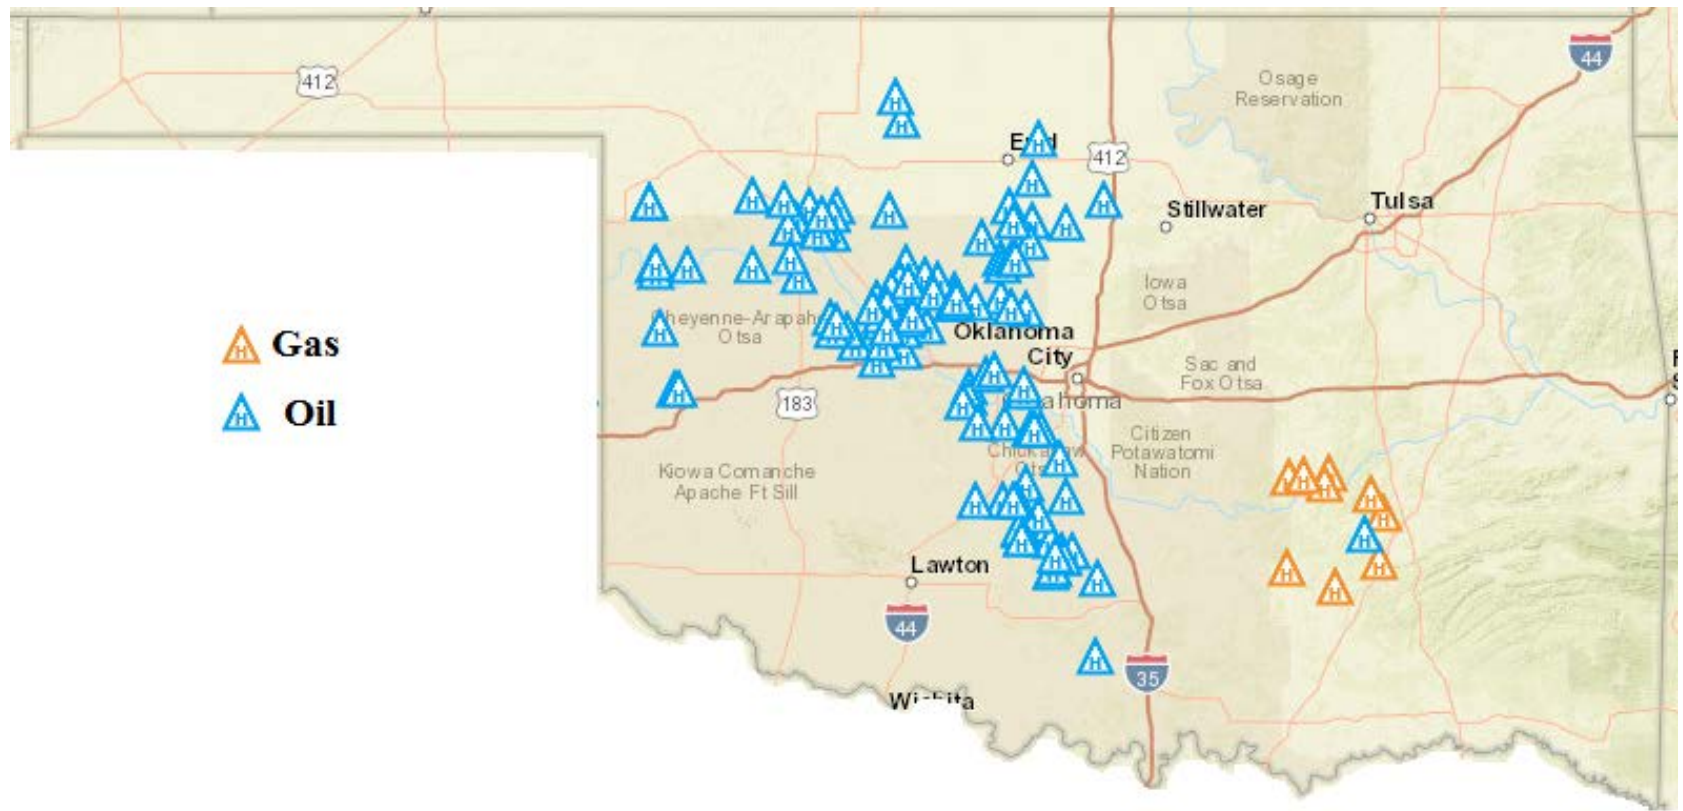 412
44
Osage
Reservation
412
Stillwater
Tulsa
Iowa
Otsa
Gas
Oil
Otsa
Oklahoma
City
Sac and
Fox Otsa
183
Kiowa Comanche
Apache Ft Sill
Citizen
Potawatomi
Nation
Lawton
44
35